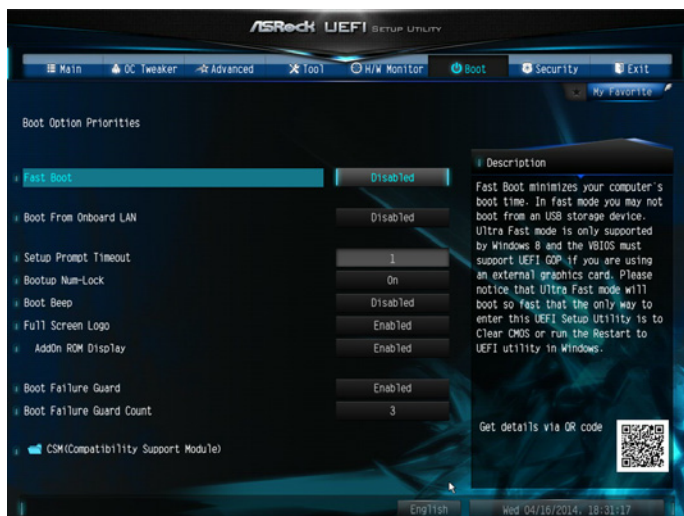 ASRock UEFI SETUP UTILITY
Main OC Tweaker Advanced Tool H/W Monitor Boot Security Exit
My Favorite
Boot Option Priorities
Fast Boot Disabled
Boot From Onboard LAN Disabled
Setup Prompt Timeout 1
Bootup Num-Lock On
Boot Beep Disabled
Full Screen Logo Enabled
AddOn ROM Display Enabled
Boot Failure Guard Enabled
Boot Failure Guard Count 3
CSM(Compatibility Support Module)
Description
Fast Boot minimizes your computer's
boot time. In fast mode you may not
boot from an USB storage device.
Ultra Fast mode is only supported
by Windows 8 and the VBIOS must
support UEFI GOP if you are using
an external graphics card. Please
notice that Ultra Fast mode will
boot so fast that the only way to
enter this UEFI Setup Utility is to
Clear CMOS or run the Restart to
UEFI utility in Windows.
Get details via QR code
English Wed 04/16/2014. 18:31:17